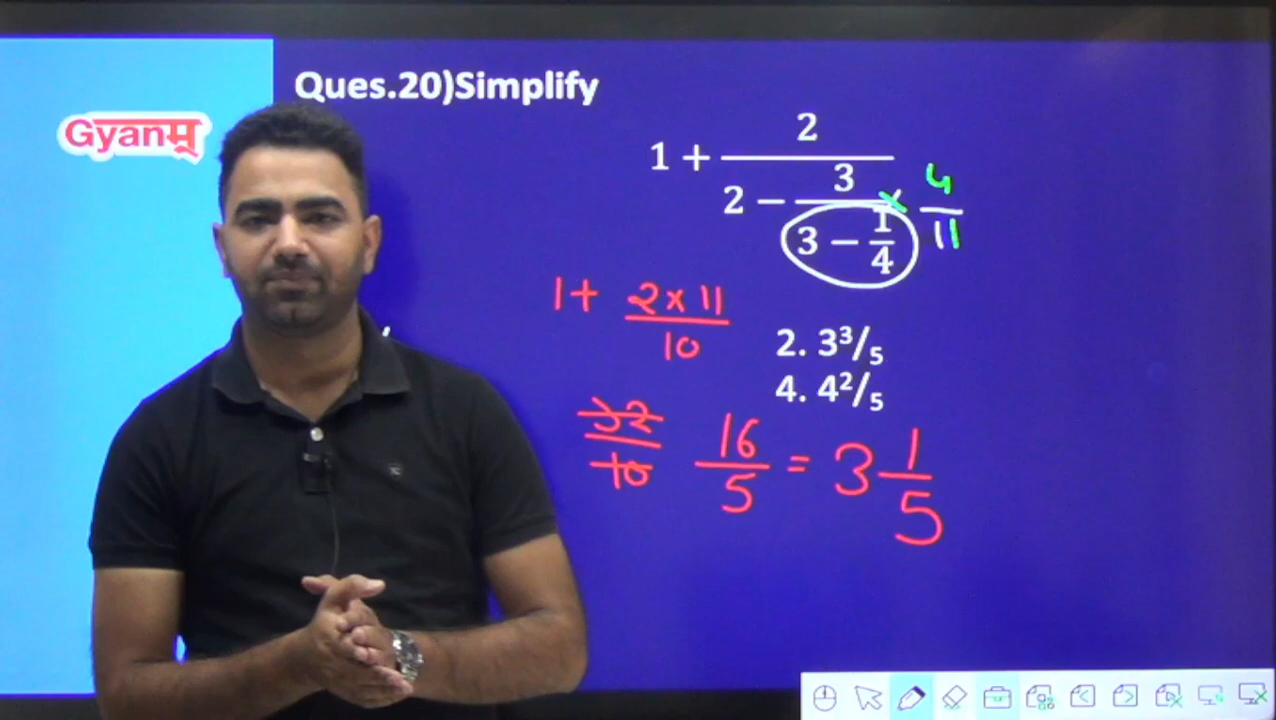 Ques.20)Simplify
Gyanम्
2
1 +
3 × 4
2 −
11
3 − 1
4
1+ 2 x 11
10
2. 3³/₅
4. 4²/₅
32
10
16
5
= 3 1
5